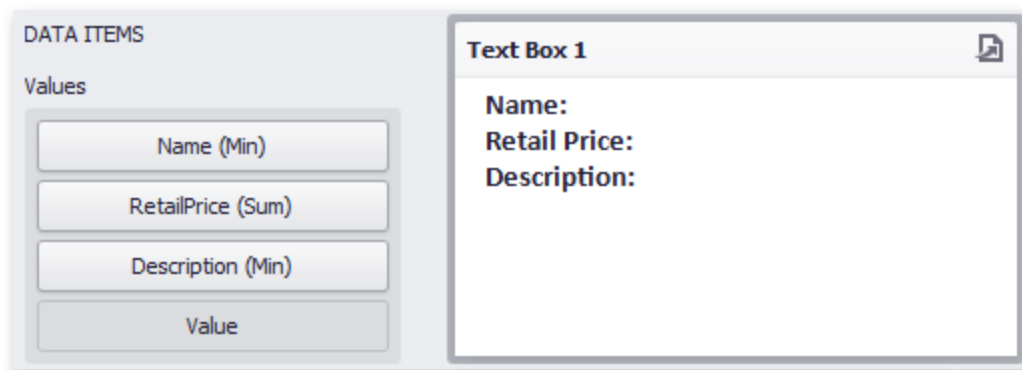 DATA ITEMS
Values
Name (Min)
RetailPrice (Sum)
Description (Min)
Value
Text Box 1
Name:
Retail Price:
Description: